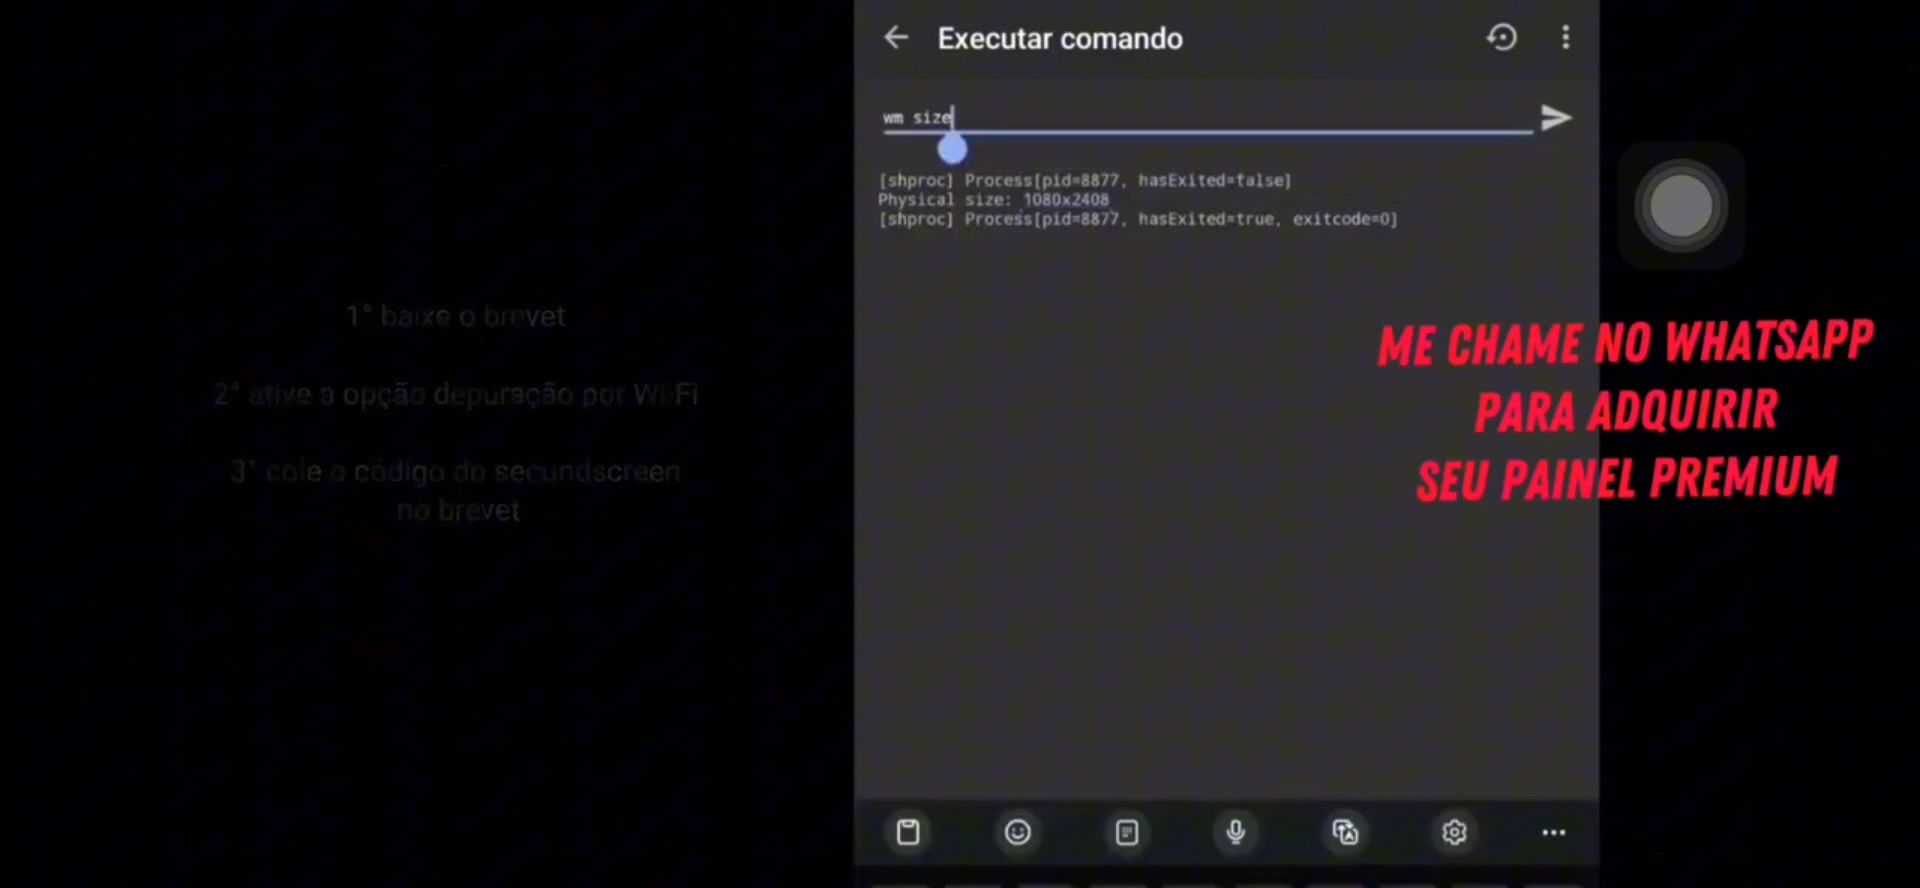 Executar comando
wm size
[shproc] Process[pid=8877, hasExited=false]
Physical size: 1080x2408
[shproc] Process[pid=8877, hasExited=true, exitcode=0]
1° baixe o brevet
2° ative a opção depuração por Wi-Fi
3° cole o código do secundscreen
no brevet
ME CHAME NO WHATSAPP
PARA ADQUIRIR
SEU PAINEL PREMIUM